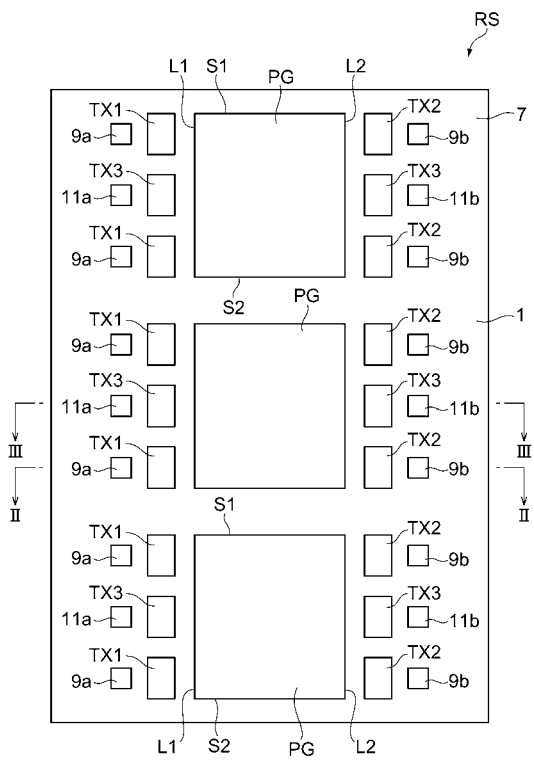 RS
L1 S1 PG L2
TX1 TX2 7
9a 9b
TX3 TX3
11a 11b
TX1 TX2
9a 9b
S2 PG
TX1 TX2 1
9a 9b
TX3 TX3
11a 11b
III TX1 TX2 III
9a 9b
II II
S1
TX1 TX2
9a 9b
TX3 TX3
11a 11b
TX1 TX2
9a 9b
L1 S2 PG L2